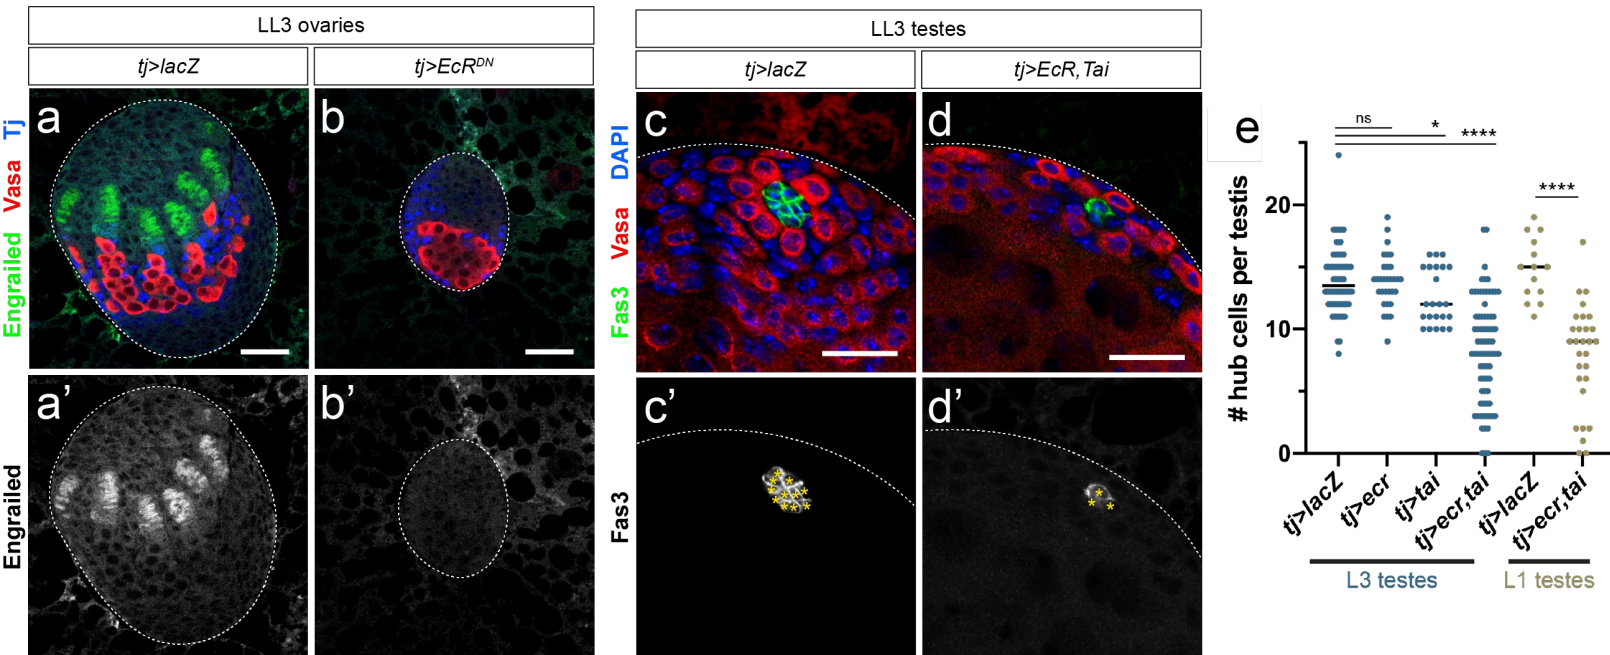 LL3 ovaries
tj>lacZ
tj>EcRᴰᴺ
Engrailed Vasa Tj
a
b
Engrailed
a’
b’
LL3 testes
tj>lacZ
tj>EcR,Tai
Fas3 Vasa DAPI
c
d
Fas3
c’
* * * * * * * * * * *
d’
* * *
e
ns
*
****
****
# hub cells per testis
20
10
0
tj>lacZ
tj>ecr
tj>tai
tj>ecr,tai
tj>lacZ
tj>ecr,tai
L3 testes
L1 testes